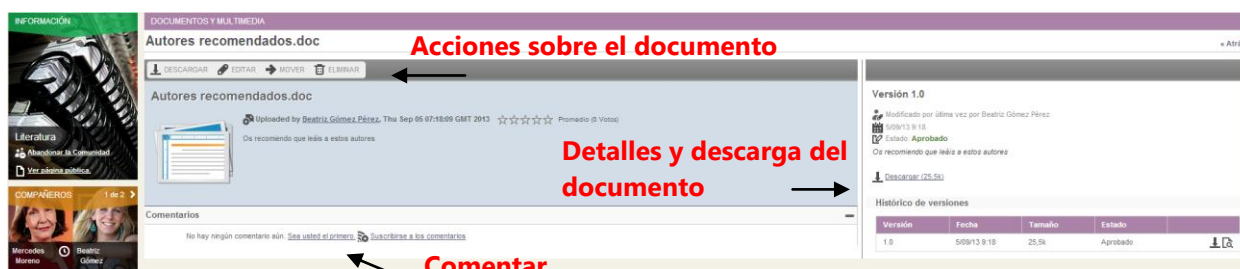 INFORMACIÓN
Literatura
Abandonar la Comunidad
Ver página pública.
COMPAÑEROS 1 de 2
Mercedes Moreno
Beatriz Gómez
DOCUMENTOS Y MULTIMEDIA
Autores recomendados.doc
Acciones sobre el documento
« Atrá
DESCARGAR EDITAR MOVER ELIMINAR
Autores recomendados.doc
Uploaded by Beatriz Gómez Pérez, Thu Sep 05 07:18:09 GMT 2013 Promedio (0 Votos)
Os recomiendo que leáis a estos autores
Detalles y descarga del
documento
Comentarios
No hay ningún comentario aún. Sea usted el primero. Suscribirse a los comentarios
Comentar
Versión 1.0
Modificado por última vez por Beatriz Gómez Pérez
5/09/13 9:18
Estado: Aprobado
Os recomiendo que leáis a estos autores
Descargar (25,5k)
Histórico de versiones
Versión Fecha Tamaño Estado
1.0 5/09/13 9:18 25,5k Aprobado